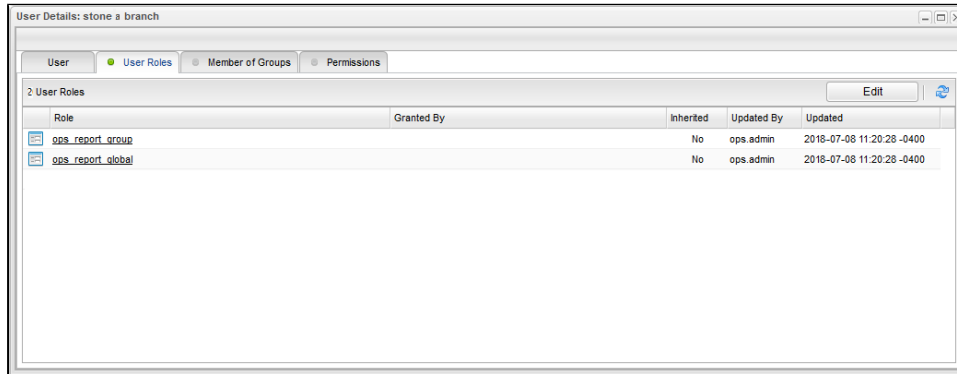 User Details: stone a branch
User User Roles Member of Groups Permissions
2 User Roles Edit
Role Granted By Inherited Updated By Updated
ops_report_group No ops.admin 2018-07-08 11:20:28 -0400
ops_report_global No ops.admin 2018-07-08 11:20:28 -0400